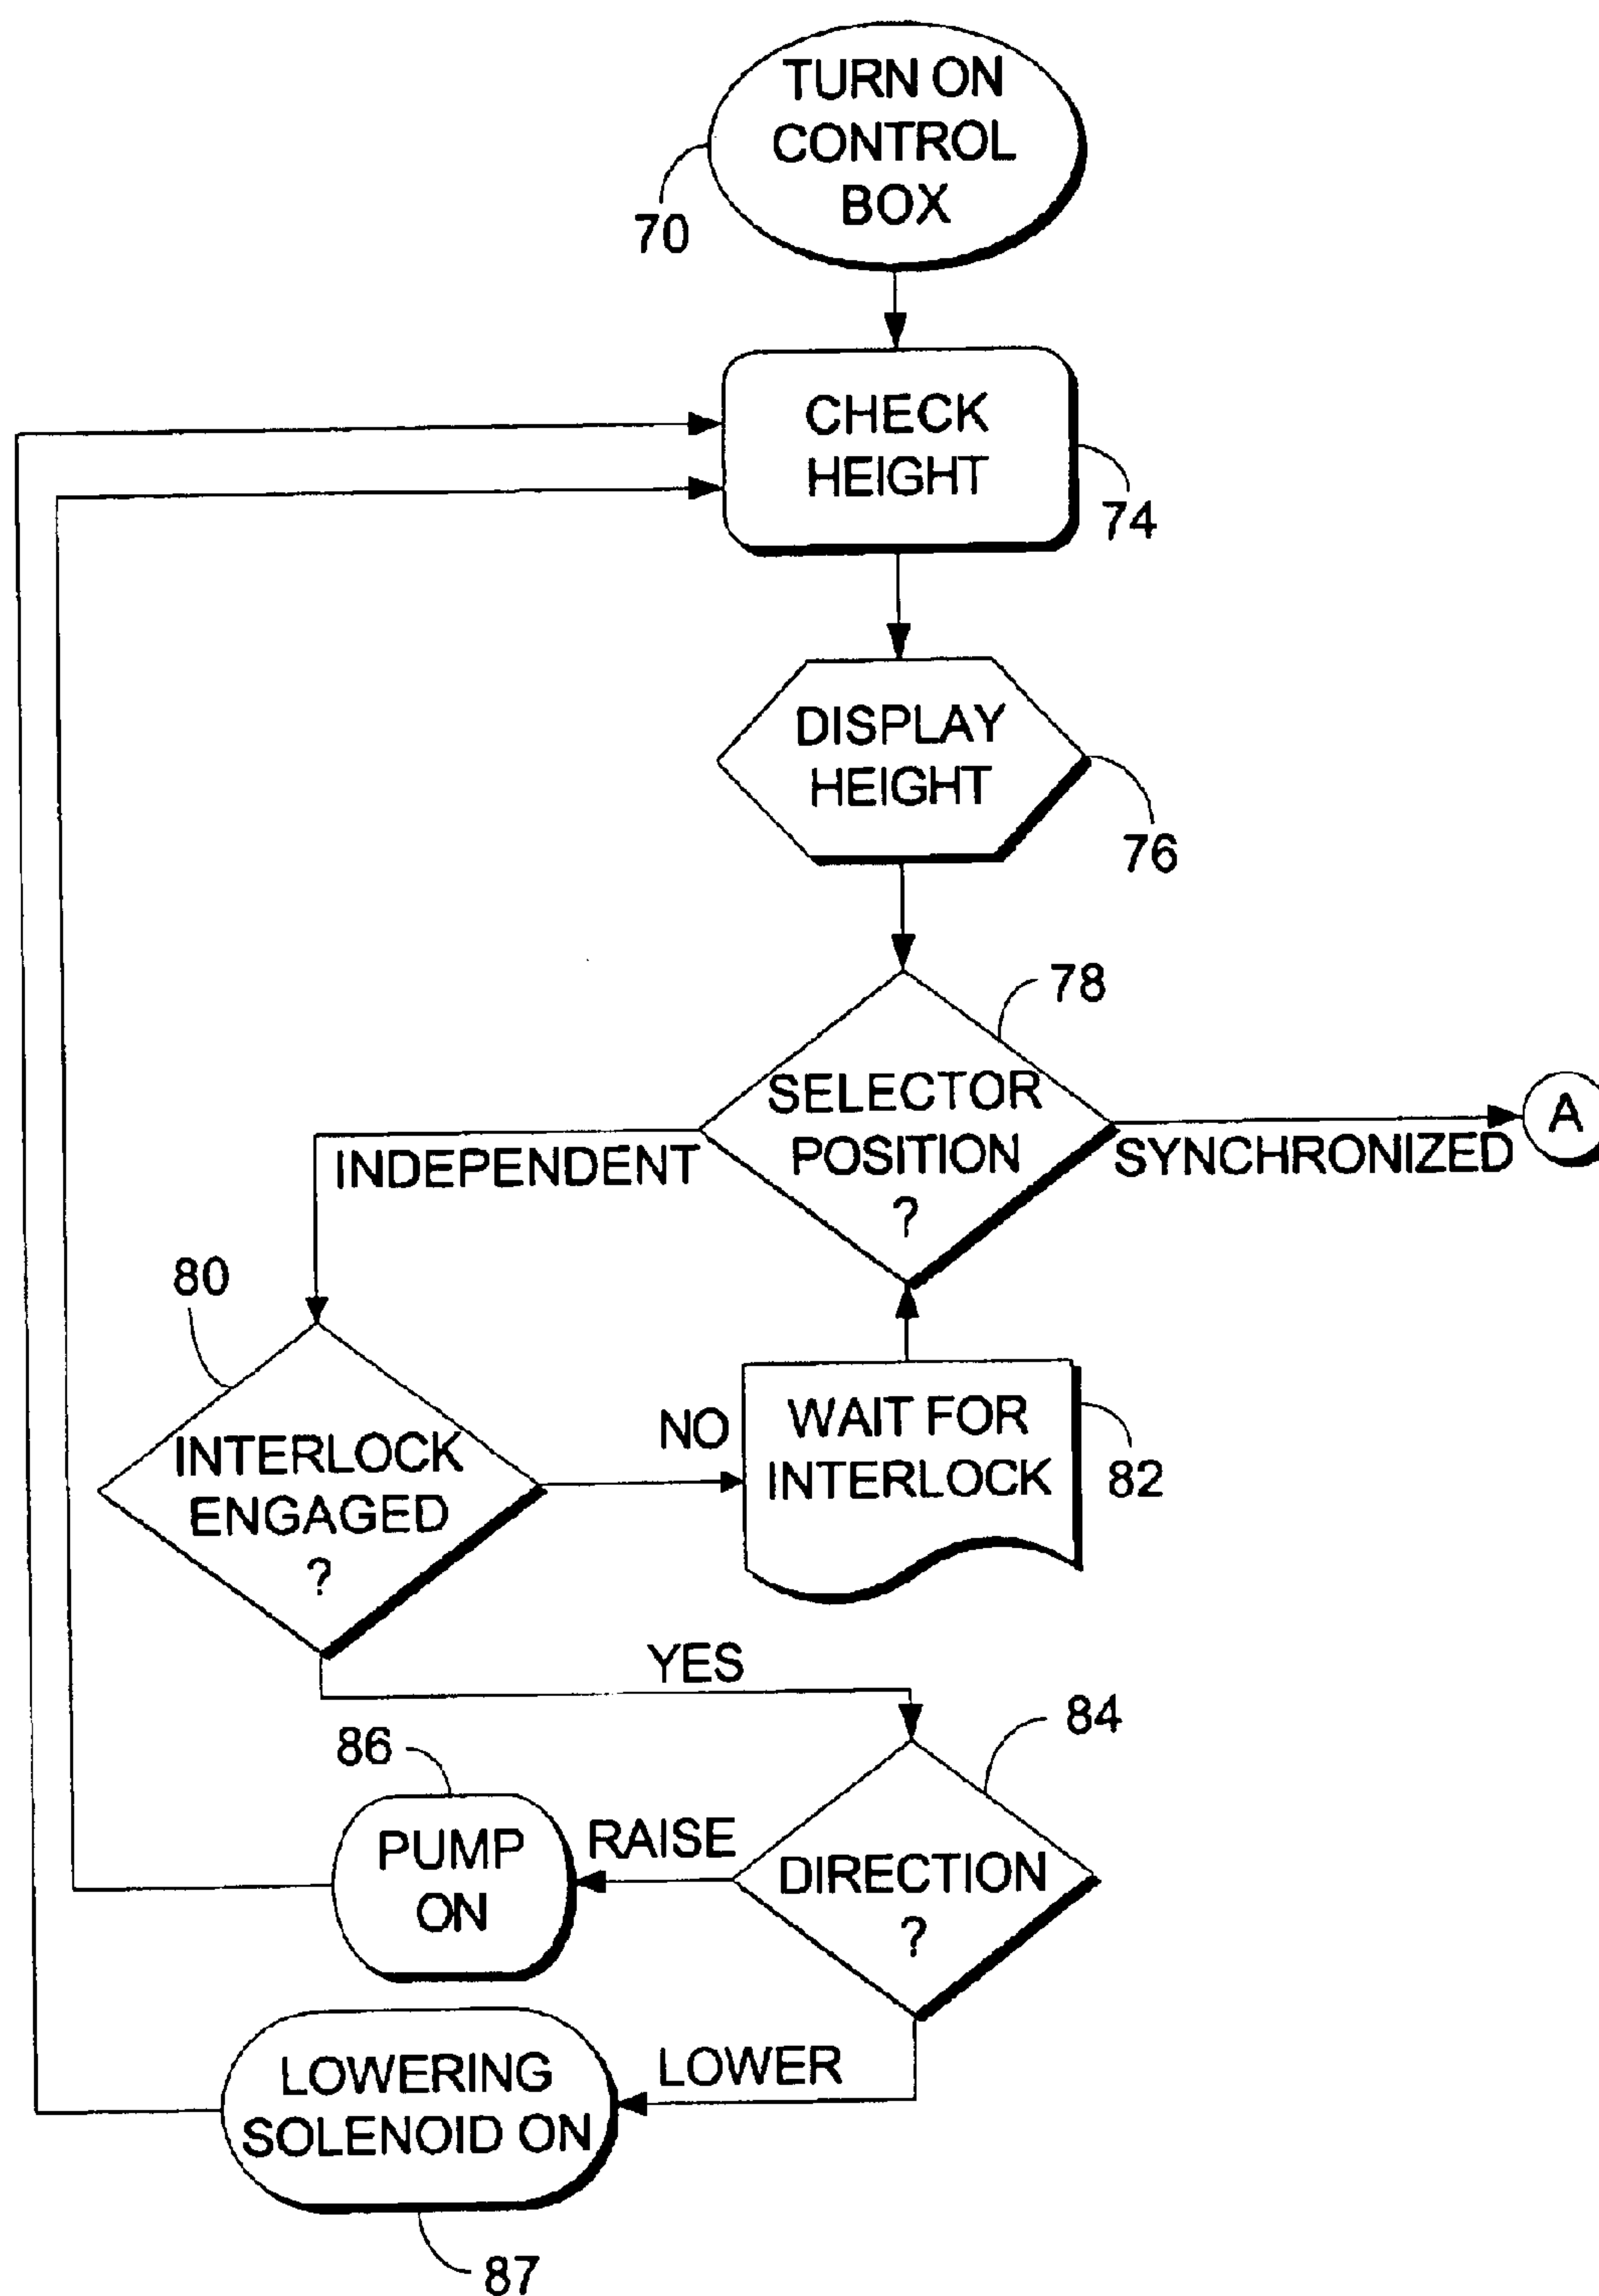 TURN ON
CONTROL
BOX
70
CHECK
HEIGHT
74
DISPLAY
HEIGHT
76
78
SELECTOR
POSITION
?
INDEPENDENT
SYNCHRONIZED
A
80
INTERLOCK
ENGAGED
?
NO
WAIT FOR
INTERLOCK
82
YES
84
86
PUMP
ON
RAISE
DIRECTION
?
LOWERING
SOLENOID ON
LOWER
87